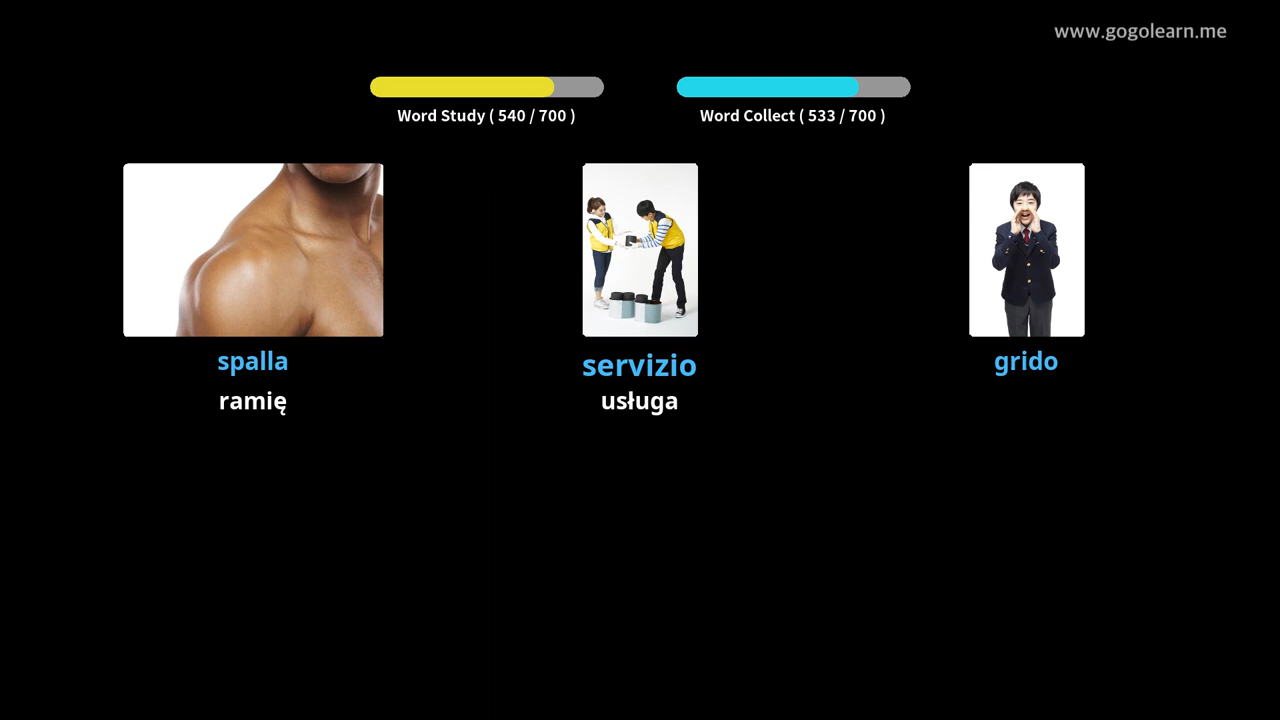 www.gogolearn.me
Word Study ( 540 / 700 )
Word Collect ( 533 / 700 )
spalla
ramię
servizio
usługa
grido